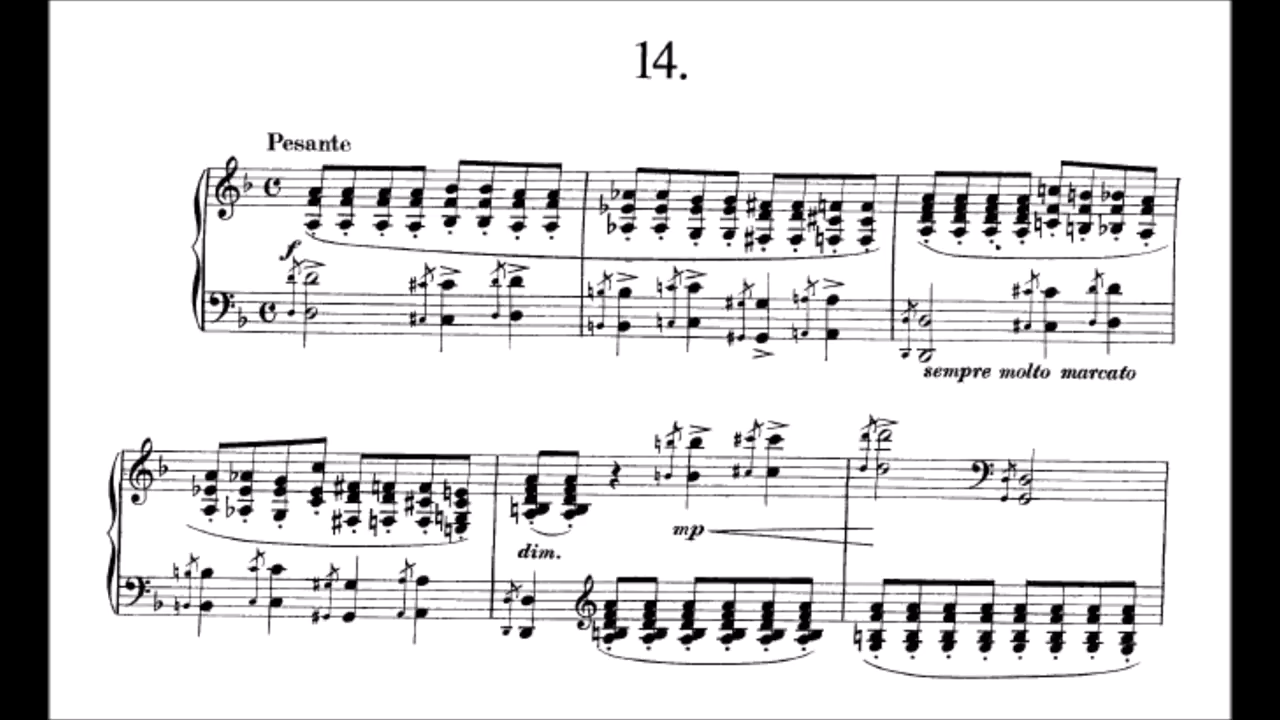 14.
Pesante
f
sempre molto marcato
mp
dim.